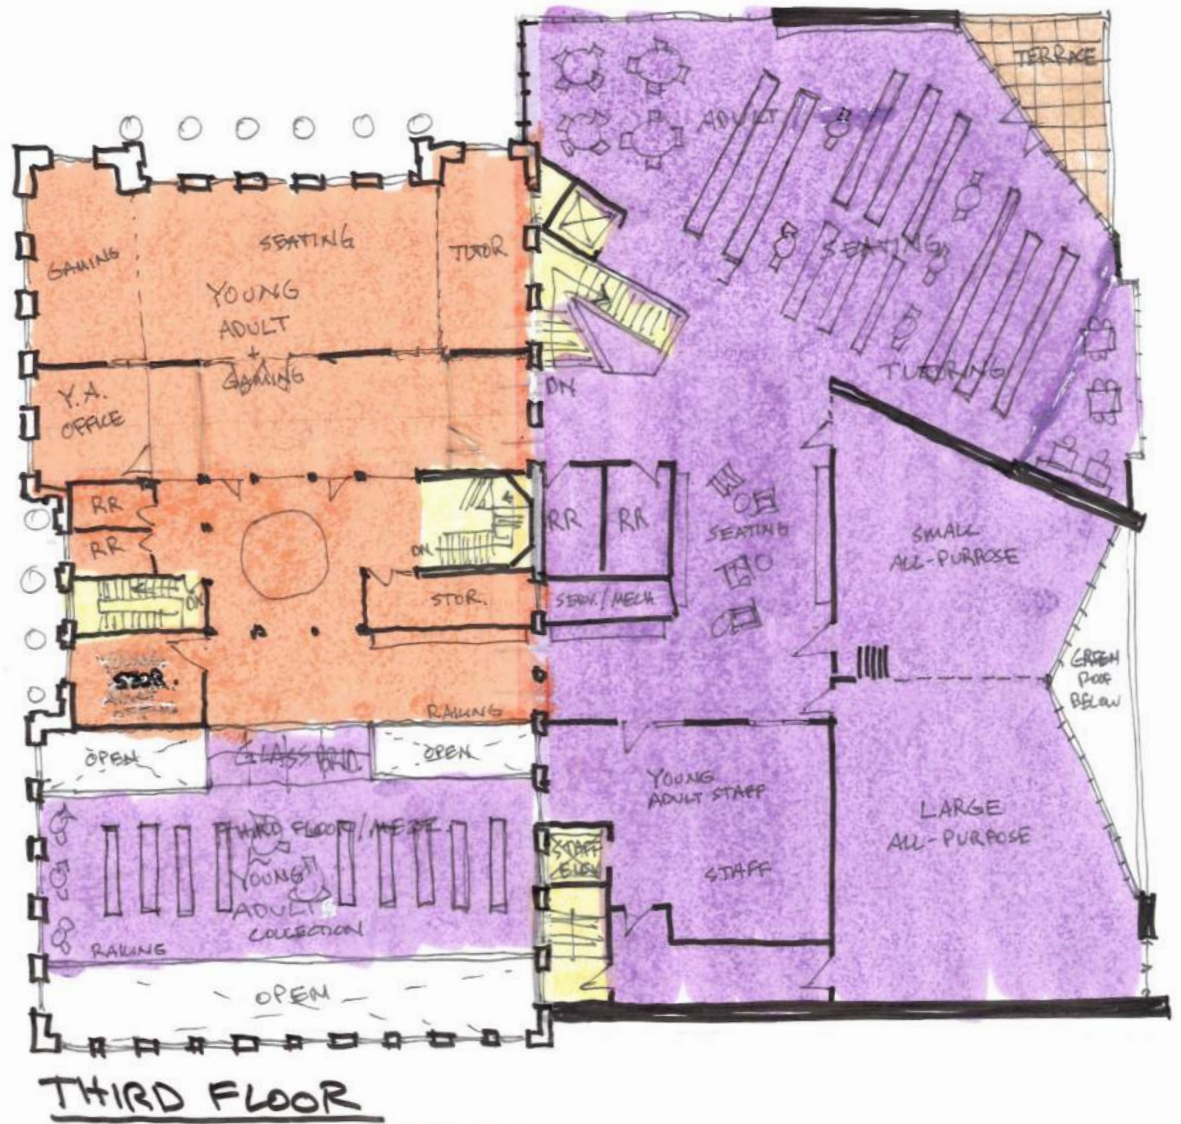 TERRACE
ADULT
SEATING
TUTORING
GAMING
SEATING
TUTOR
YOUNG
ADULT
+
GAMING
Y.A.
OFFICE
DN
RR
RR
DN
DN
STOR.
RR
RR
SERV./MECH.
SEATING
SMALL
ALL-PURPOSE
GREEN
ROOF
BELOW
STOR.
RAILING
OPEN
OPEN
YOUNG
ADULT STAFF
STAFF
LARGE
ALL-PURPOSE
THIRD FLOOR/MEZZ.
YOUNG
ADULT
COLLECTION
RAILING
OPEN
STAFF
ELEV
THIRD FLOOR